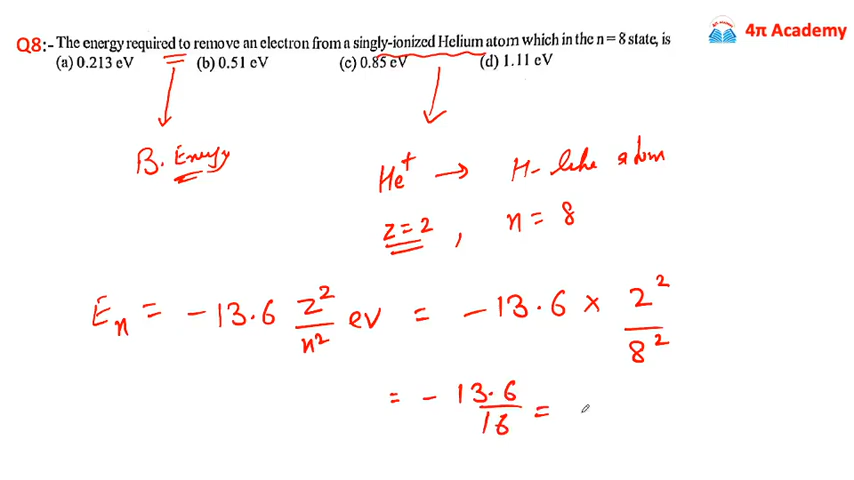 4π Academy
Q8:- The energy required to remove an electron from a singly-ionized Helium atom which in the n = 8 state, is
(a) 0.213 eV (b) 0.51 eV (c) 0.85 eV (d) 1.11 eV
B. Energy
He⁺ → H-like atom
z = 2, n = 8
Eₙ = -13.6 z²/n² ev = -13.6 × 2²/8²
= - 13.6/16 =